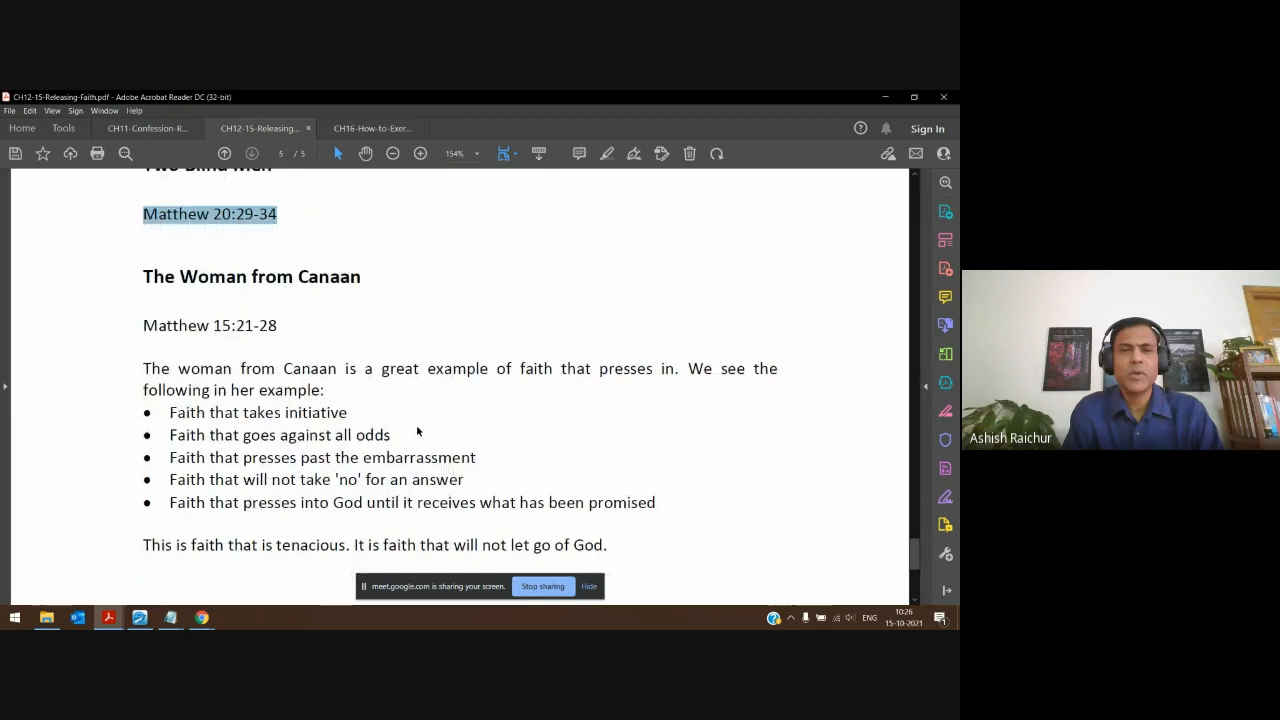 CH12-15-Releasing-Faith.pdf - Adobe Acrobat Reader DC (32-bit)
File Edit View Sign Window Help
Home Tools CH11-Confession-R... CH12-15-Releasing... × CH16-How-to-Exer... Sign In
5 / 5 154%
Two Blind Men
Matthew 20:29-34
The Woman from Canaan
Matthew 15:21-28
The woman from Canaan is a great example of faith that presses in. We see the
following in her example:
• Faith that takes initiative
• Faith that goes against all odds
• Faith that presses past the embarrassment
• Faith that will not take 'no' for an answer
• Faith that presses into God until it receives what has been promised
This is faith that is tenacious. It is faith that will not let go of God.
meet.google.com is sharing your screen. Stop sharing Hide
ENG
10:26
15-10-2021
Ashish Raichur